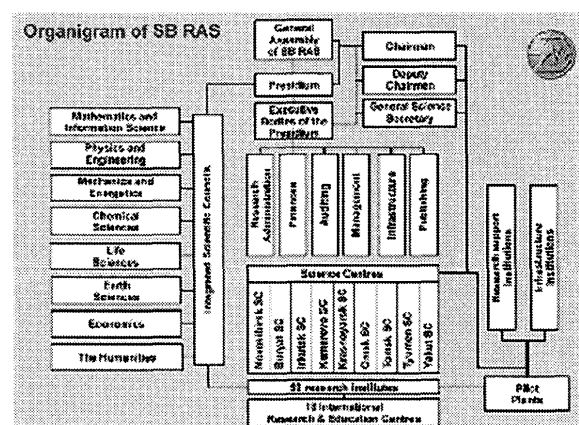 Organigram of SB RAS
General
Assembly
of SB RAS
Chairman
Presidium
Deputy
Chairmen
Executive
Bodies of the
Presidium
General Science
Secretary
Mathematics and
Information Science
Physics and
Engineering
Mechanics and
Energetics
Chemical
Sciences
Life
Sciences
Earth
Sciences
Economics
The Humanities
Integrated Scientific Councils
Research
Administration
Finances
Auditing
Management
Infrastructure
Publishing
Research support
institutions
Infrastructure
institutions
Science Centres
Novosibirsk SC
Buryat SC
Irkutsk SC
Kemerovo SC
Krasnoyarsk SC
Omsk SC
Tomsk SC
Tyumen SC
Yakut SC
research institutes
International
Research & Education Centres
Pilot
Plants